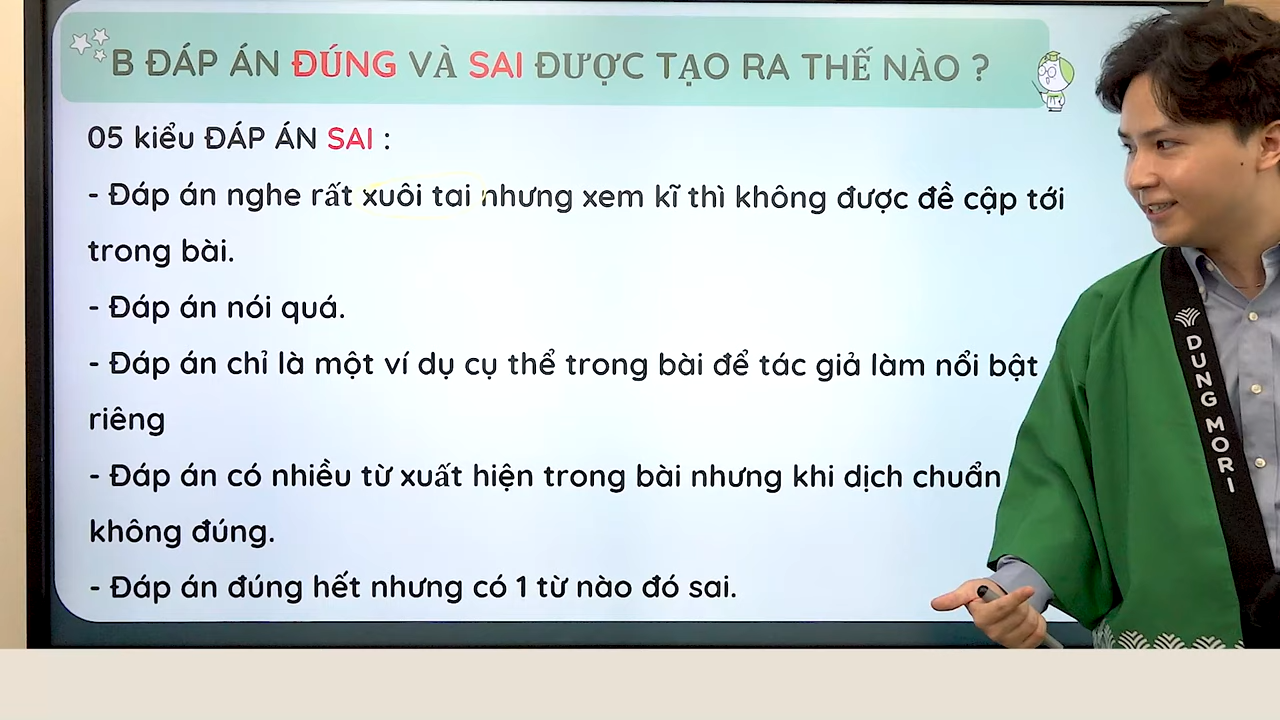 B ĐÁP ÁN ĐÚNG VÀ SAI ĐƯỢC TẠO RA THẾ NÀO ?
05 kiểu ĐÁP ÁN SAI :
- Đáp án nghe rất xuôi tai nhưng xem kĩ thì không được đề cập tới
trong bài.
- Đáp án nói quá.
- Đáp án chỉ là một ví dụ cụ thể trong bài để tác giả làm nổi bật
riêng
- Đáp án có nhiều từ xuất hiện trong bài nhưng khi dịch chuẩn
không đúng.
- Đáp án đúng hết nhưng có 1 từ nào đó sai.
DUNG MORI